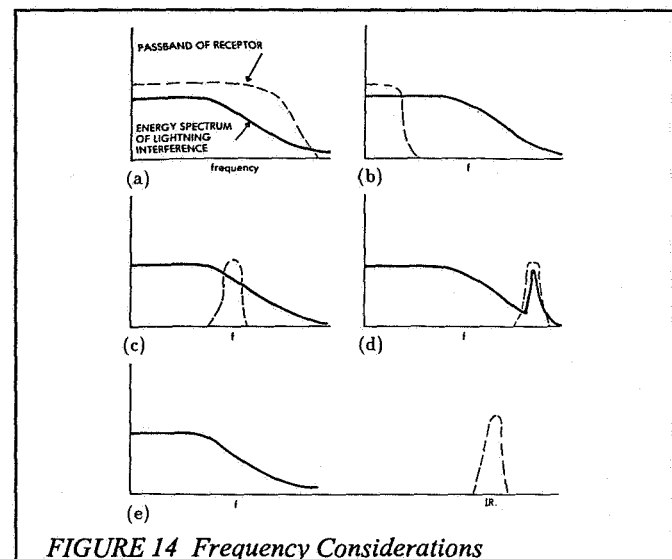 PASSBAND OF RECEPTOR
ENERGY SPECTRUM
OF LIGHTNING
INTERFERENCE
(a)
frequency
(b)
f
(c)
f
(d)
f
(e)
f
I.R.
FIGURE 14 Frequency Considerations